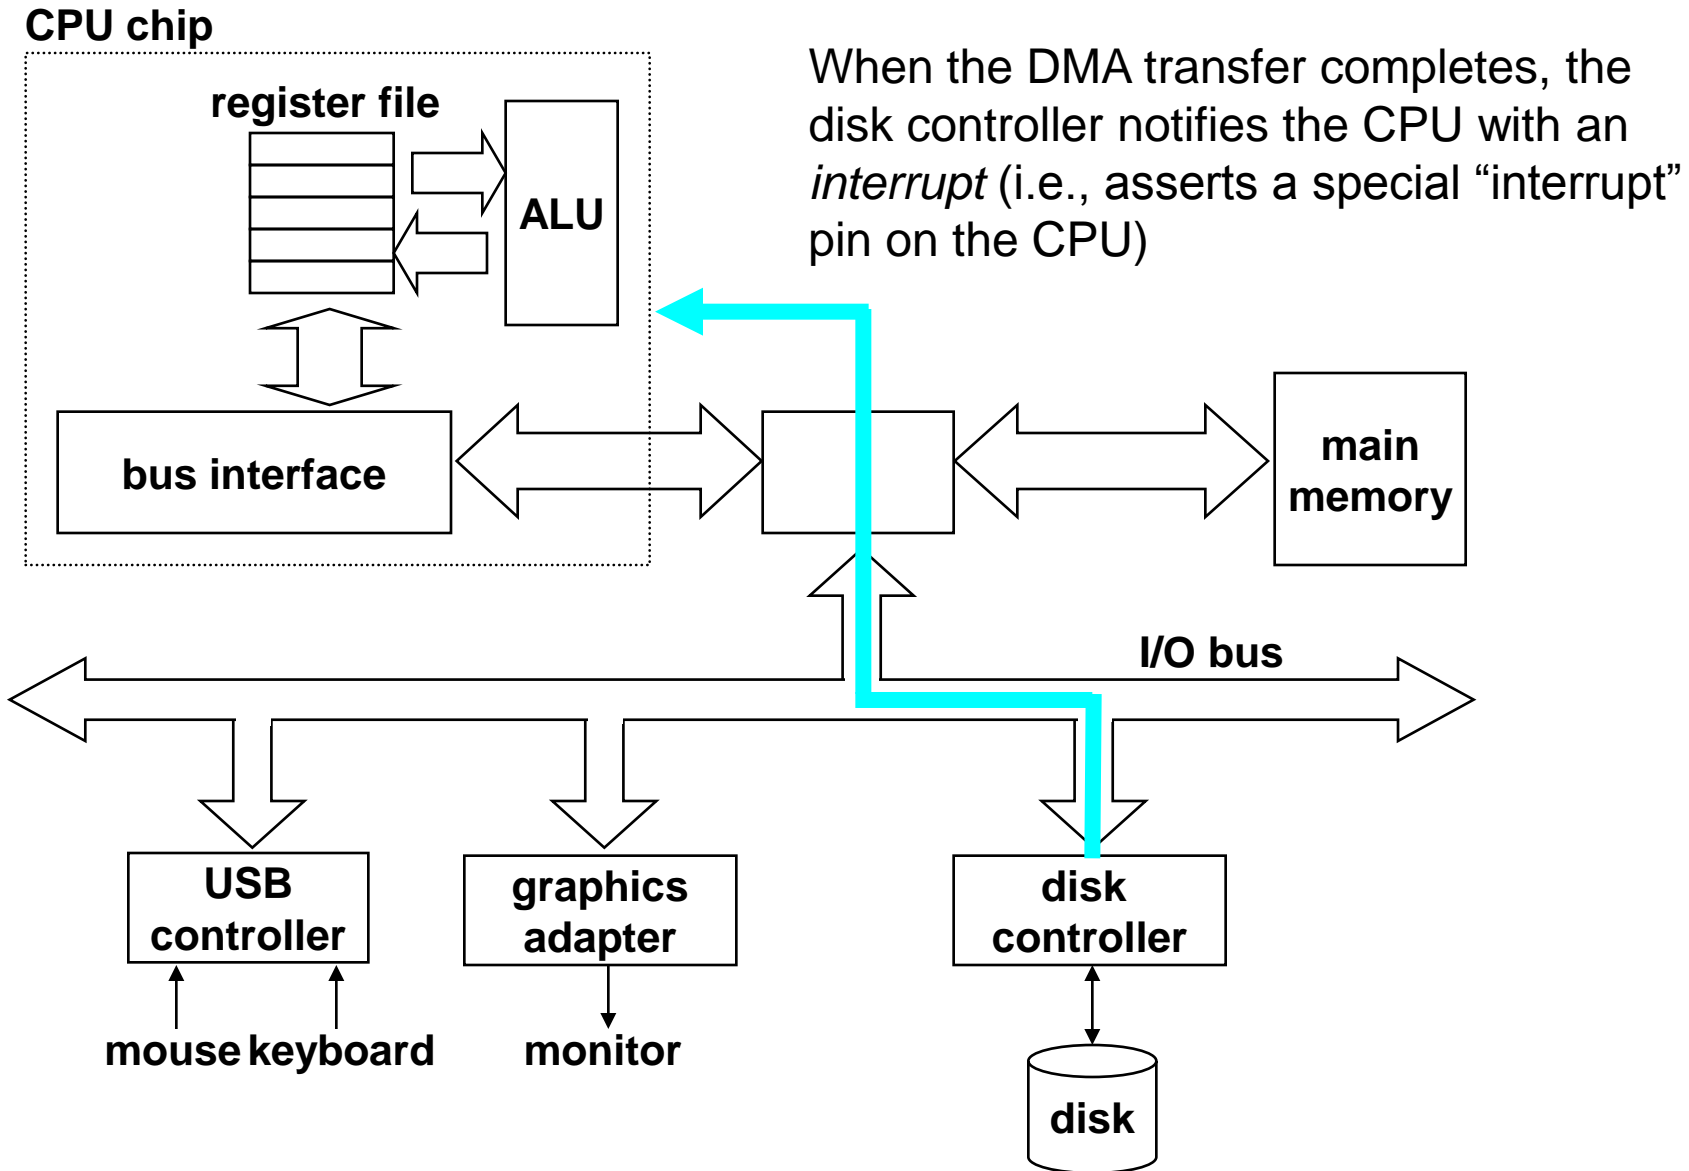 CPU chip
When the DMA transfer completes, the
disk controller notifies the CPU with an
interrupt (i.e., asserts a special “interrupt”
pin on the CPU)
register file
ALU
bus interface
main
memory
I/O bus
USB
controller
graphics
adapter
disk
controller
mouse keyboard
monitor
disk